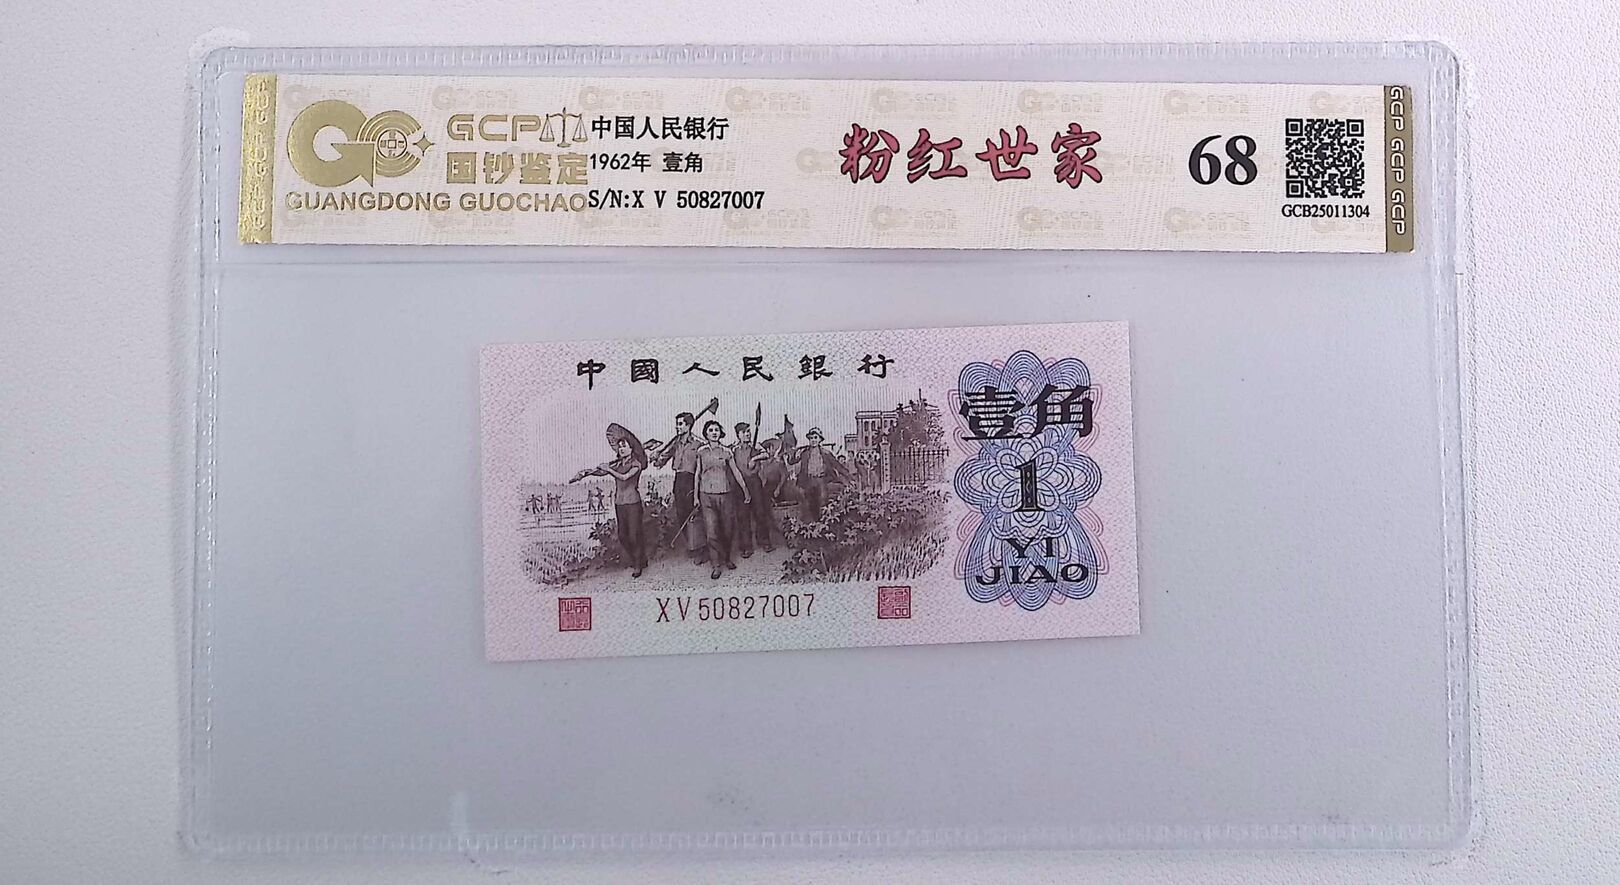 GCP
国钞鉴定
GUANGDONG GUOCHAO
中国人民银行
1962年 壹角
S/N:X V 50827007
粉红世家
68
GCB25011304
GCP GCP GCP
中國人民銀行
壹角
1
YI
JIAO
XV50827007